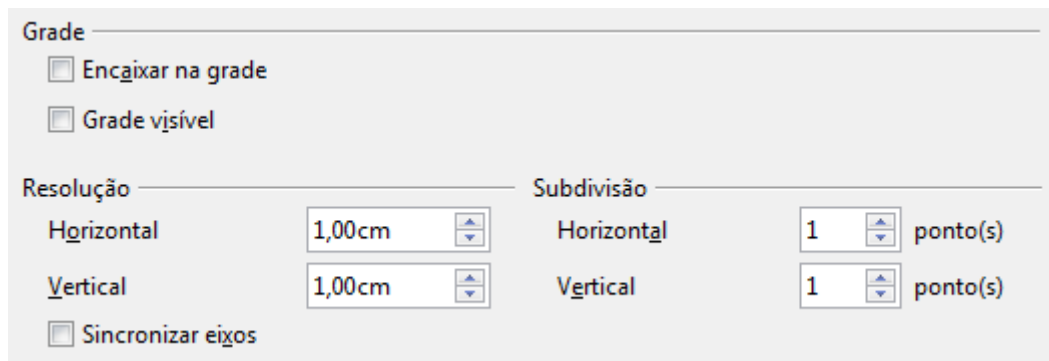 Grade
Encaixar na grade
Grade visível
Resolução
Horizontal 1,00cm
Vertical 1,00cm
Sincronizar eixos
Subdivisão
Horizontal 1 ponto(s)
Vertical 1 ponto(s)